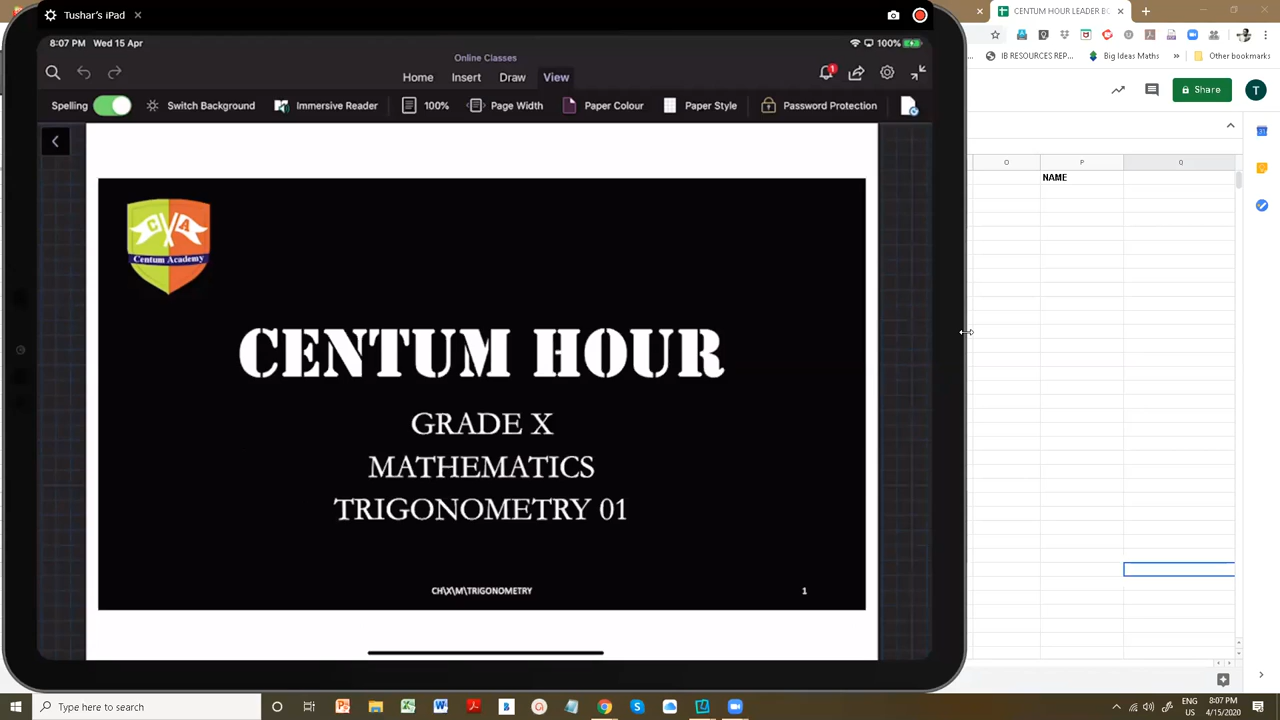 Tushar's iPad
CENTUM HOUR LEADER BO
8:07 PM Wed 15 Apr
100%
Online Classes
Home Insert Draw View
1
IB RESOURCES REP... Big Ideas Maths » Other bookmarks
Share
T
Spelling Switch Background Immersive Reader 100% Page Width Paper Colour Paper Style Password Protection
O P Q
NAME
31
C A
Centum Academy
CENTUM HOUR
GRADE X
MATHEMATICS
TRIGONOMETRY 01
CH\X\M\TRIGONOMETRY
1
Type here to search
ENG
US
8:07 PM
4/15/2020